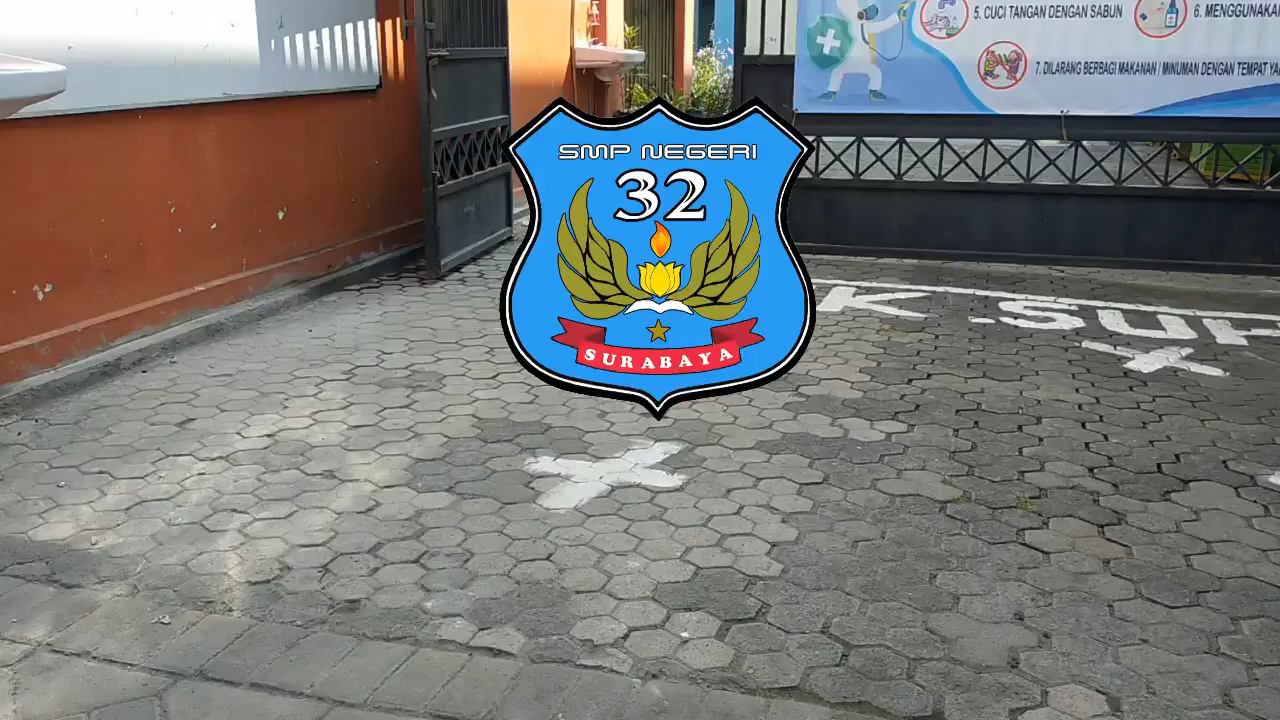 5. CUCI TANGAN DENGAN SABUN
6. MENGGUNAKA
7. DILARANG BERBAGI MAKANAN / MINUMAN DENGAN TEMPAT YA
SMP NEGERI
32
SURABAYA
K.SUP